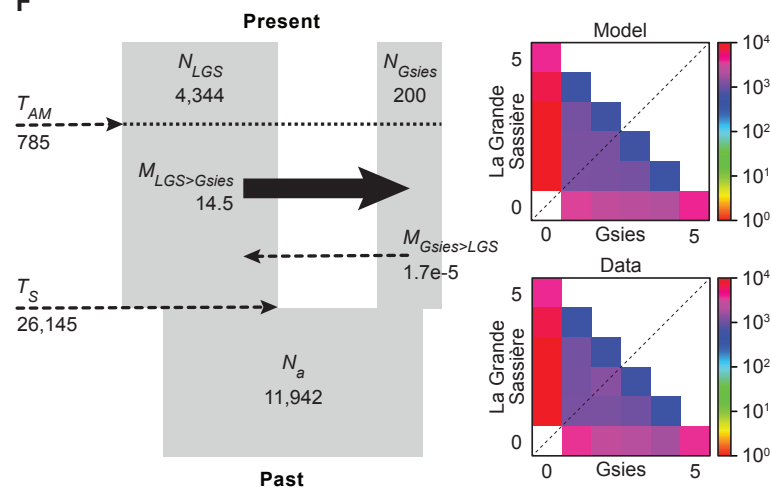 F
Present
N_LGS
4,344
N_Gsies
200
T_AM
785
M_LGS>Gsies
14.5
M_Gsies>LGS
1.7e-5
T_S
26,145
N_a
11,942
Past
Model
La Grande
Sassière
5
0
0
5
Gsies
10^4
10^3
10^2
10^1
10^0
Data
La Grande
Sassière
5
0
0
5
Gsies
10^4
10^3
10^2
10^1
10^0